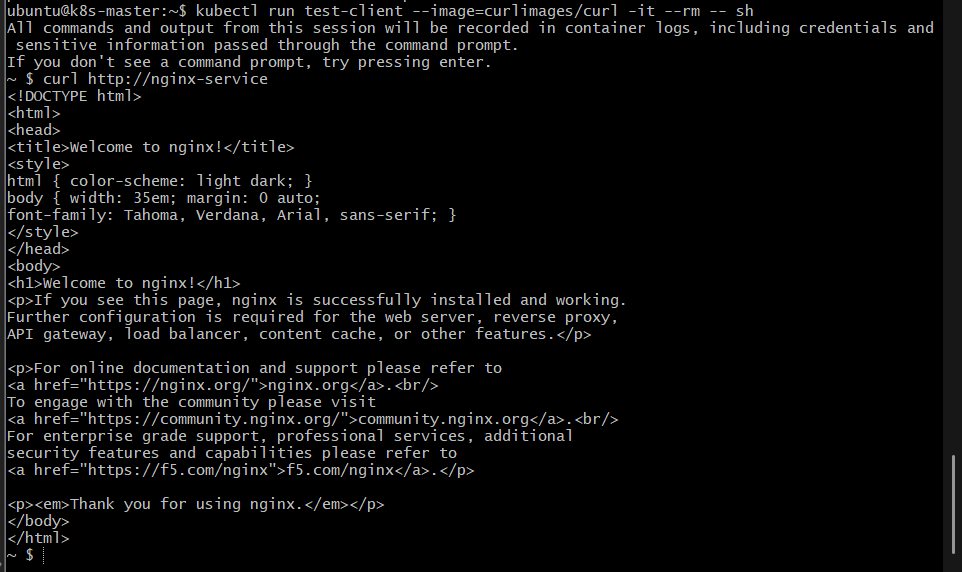 ubuntu@k8s-master:~$ kubectl run test-client --image=curlimages/curl -it --rm -- sh
All commands and output from this session will be recorded in container logs, including credentials and
 sensitive information passed through the command prompt.
If you don't see a command prompt, try pressing enter.
~ $ curl http://nginx-service
<!DOCTYPE html>
<html>
<head>
<title>Welcome to nginx!</title>
<style>
html { color-scheme: light dark; }
body { width: 35em; margin: 0 auto;
font-family: Tahoma, Verdana, Arial, sans-serif; }
</style>
</head>
<body>
<h1>Welcome to nginx!</h1>
<p>If you see this page, nginx is successfully installed and working.
Further configuration is required for the web server, reverse proxy,
API gateway, load balancer, content cache, or other features.</p>

<p>For online documentation and support please refer to
<a href="https://nginx.org/">nginx.org</a>.<br/>
To engage with the community please visit
<a href="https://community.nginx.org/">community.nginx.org</a>.<br/>
For enterprise grade support, professional services, additional
security features and capabilities please refer to
<a href="https://f5.com/nginx">f5.com/nginx</a>.</p>

<p><em>Thank you for using nginx.</em></p>
</body>
</html>
~ $